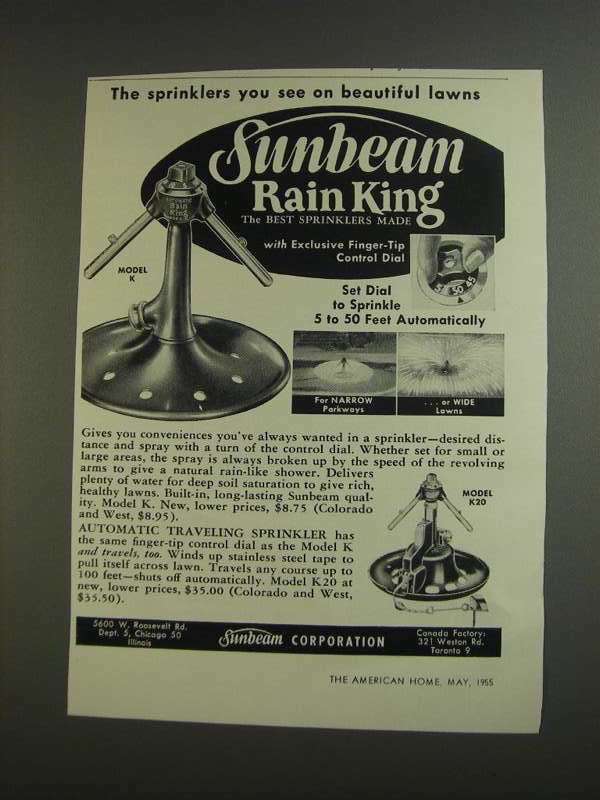 The sprinklers you see on beautiful lawns
Sunbeam
Rain King
The BEST SPRINKLERS MADE
with Exclusive Finger-Tip
Control Dial
Rain
King
MODEL
K
50
45
Set Dial
to Sprinkle
5 to 50 Feet Automatically
For NARROW
Parkways
. . . or WIDE
Lawns
Gives you conveniences you've always wanted in a sprinkler—desired dis-
tance and spray with a turn of the control dial. Whether set for small or
large areas, the spray is always broken up by the speed of the revolving
arms to give a natural rain-like shower. Delivers
plenty of water for deep soil saturation to give rich,
healthy lawns. Built-in, long-lasting Sunbeam qual-
ity. Model K. New, lower prices, $8.75 (Colorado
and West, $8.95).
MODEL
K20
AUTOMATIC TRAVELING SPRINKLER has
the same finger-tip control dial as the Model K
and travels, too. Winds up stainless steel tape to
pull itself across lawn. Travels any course up to
100 feet—shuts off automatically. Model K20 at
new, lower prices, $35.00 (Colorado and West,
$35.50).
5600 W. Roosevelt Rd.
Dept. 5, Chicago 50
Illinois
Sunbeam CORPORATION
Canada Factory:
321 Weston Rd.
Toronto 9
THE AMERICAN HOME, MAY, 1955